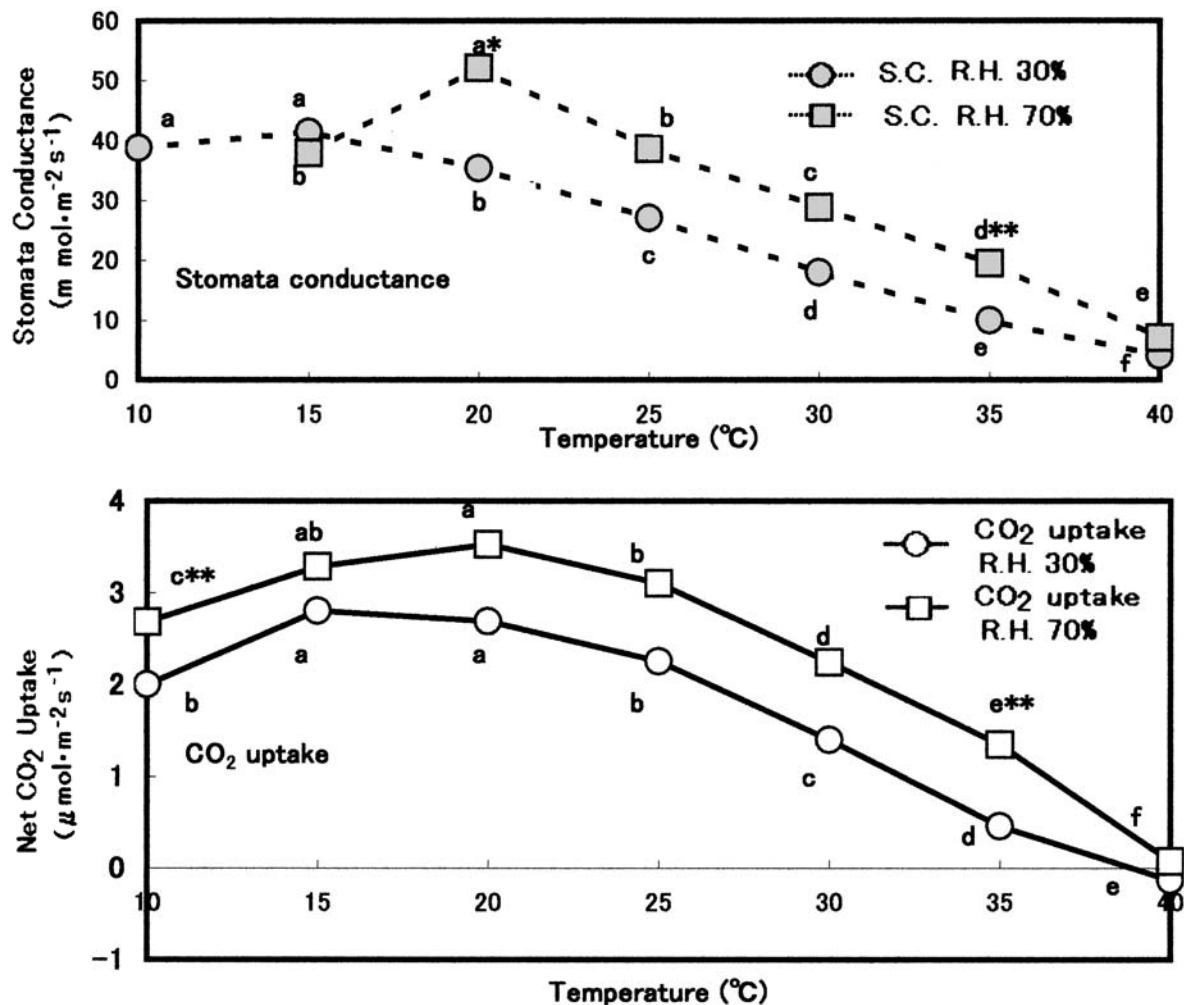 60
50
40
30
20
10
0
Stomata Conductance
(m mol·m⁻²s⁻¹)
a
a
b
a*
b
b
c
c
d
d**
e
e
f
S.C. R.H. 30%
S.C. R.H. 70%
Stomata conductance
10 15 20 25 30 35 40
Temperature (°C)
4
3
2
1
0
-1
Net CO₂ Uptake
(μmol·m⁻²s⁻¹)
c**
b
ab
a
a
a
b
b
d
c
e**
d
f
e
CO₂ uptake
R.H. 30%
CO₂ uptake
R.H. 70%
CO₂ uptake
10 15 20 25 30 35 40
Temperature (°C)